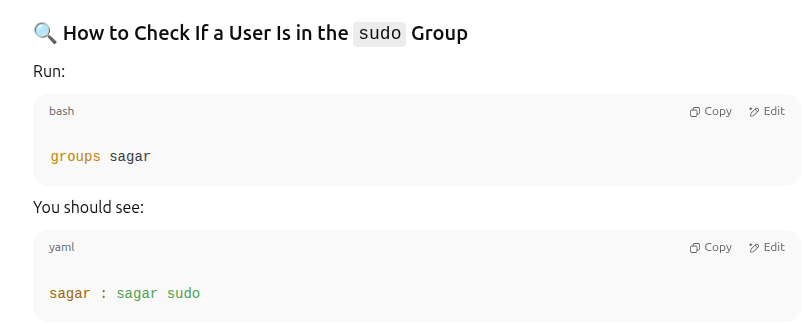 🔍 How to Check If a User Is in the sudo Group
Run:
bash Copy Edit
groups sagar
You should see:
yaml Copy Edit
sagar : sagar sudo